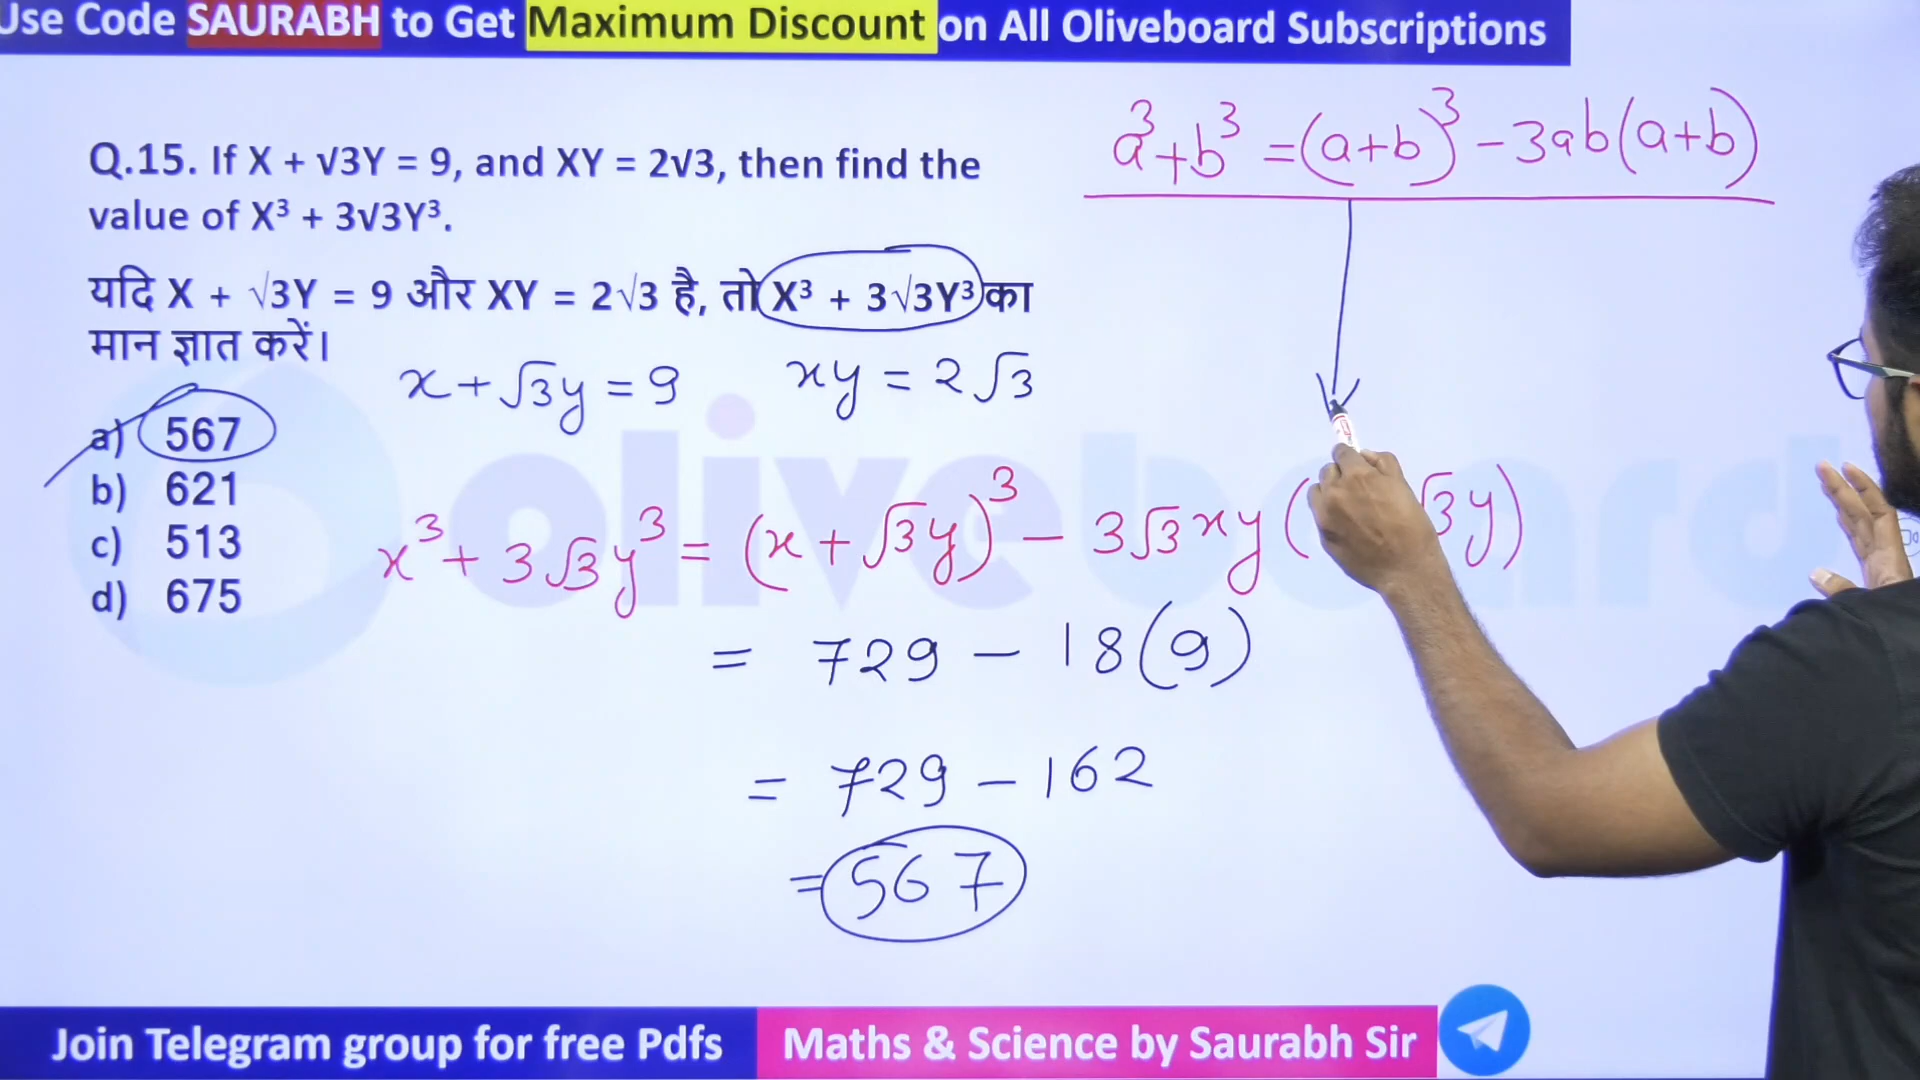 Use Code SAURABH to Get Maximum Discount on All Oliveboard Subscriptions
a³+b³ =(a+b)³ -3ab(a+b)
Q.15. If X + √3Y = 9, and XY = 2√3, then find the
value of X³ + 3√3Y³.
यदि X + √3Y = 9 और XY = 2√3 है, तो X³ + 3√3Y³ का
मान ज्ञात करें।
x+√3y = 9 xy = 2√3
a) 567
b) 621
c) 513
d) 675
oliveboard
x³+ 3√3y³ = (x+√3y)³ - 3√3xy( √3y)
= 729 - 18(9)
= 729 - 162
= 567
Join Telegram group for free Pdfs Maths & Science by Saurabh Sir